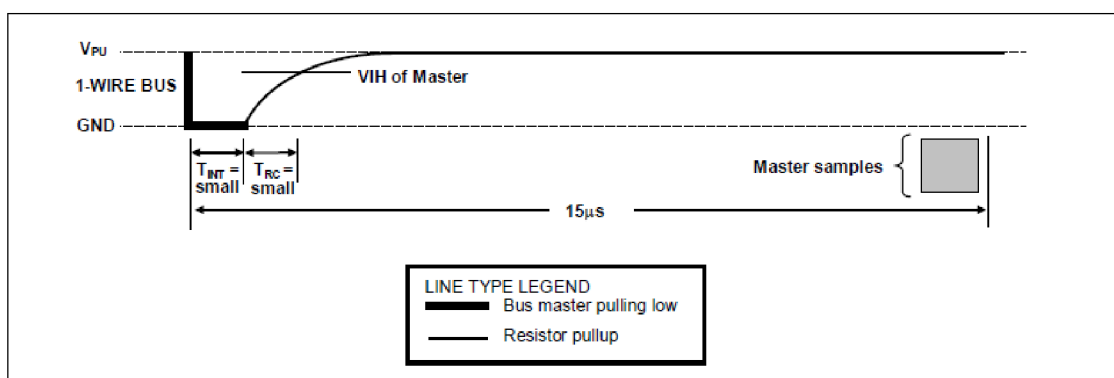 VPU
1-WIRE BUS
VIH of Master
GND
Master samples
TINT =
small
TRC =
small
15μs
LINE TYPE LEGEND
Bus master pulling low
Resistor pullup